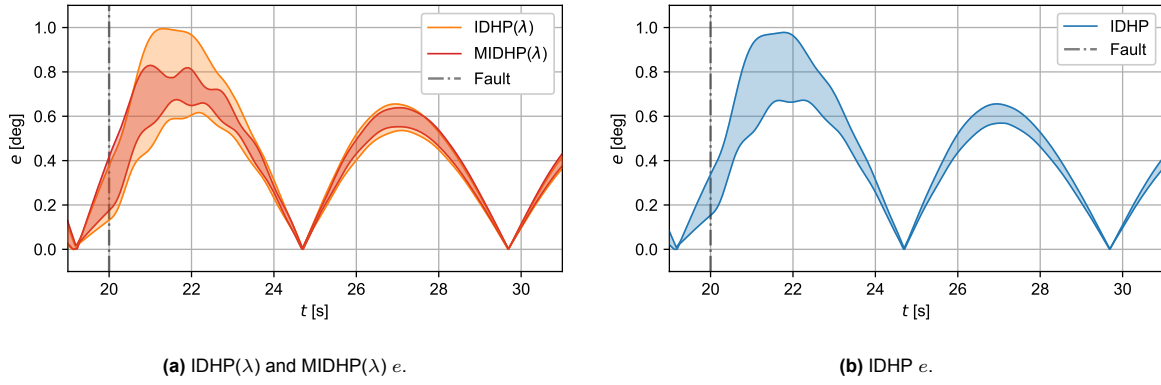 IDHP(λ)
MIDHP(λ)
Fault
1.0
0.8
0.6
0.4
0.2
0.0
e [deg]
20 22 24 26 28 30
t [s]
(a) IDHP(λ) and MIDHP(λ) e.
IDHP
Fault
1.0
0.8
0.6
0.4
0.2
0.0
e [deg]
20 22 24 26 28 30
t [s]
(b) IDHP e.